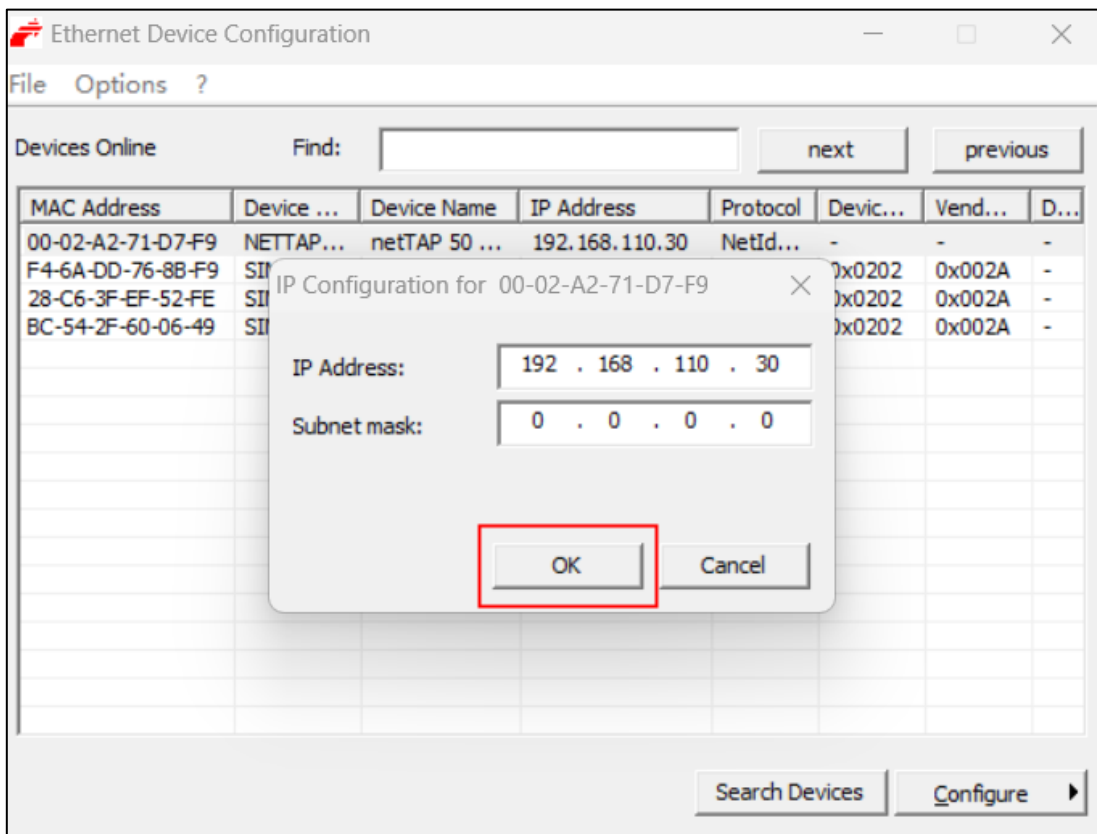 Ethernet Device Configuration
File Options ?
Devices Online Find: next previous
MAC Address Device ... Device Name IP Address Protocol Devic... Vend... D...
00-02-A2-71-D7-F9 NETTAP... netTAP 50 ... 192.168.110.30 NetId... - - -
F4-6A-DD-76-8B-F9 0x0202 0x002A -
28-C6-3F-EF-52-FE 0x0202 0x002A -
BC-54-2F-60-06-49 0x0202 0x002A -
IP Configuration for 00-02-A2-71-D7-F9
IP Address: 192 . 168 . 110 . 30
Subnet mask: 0 . 0 . 0 . 0
OK Cancel
Search Devices Configure